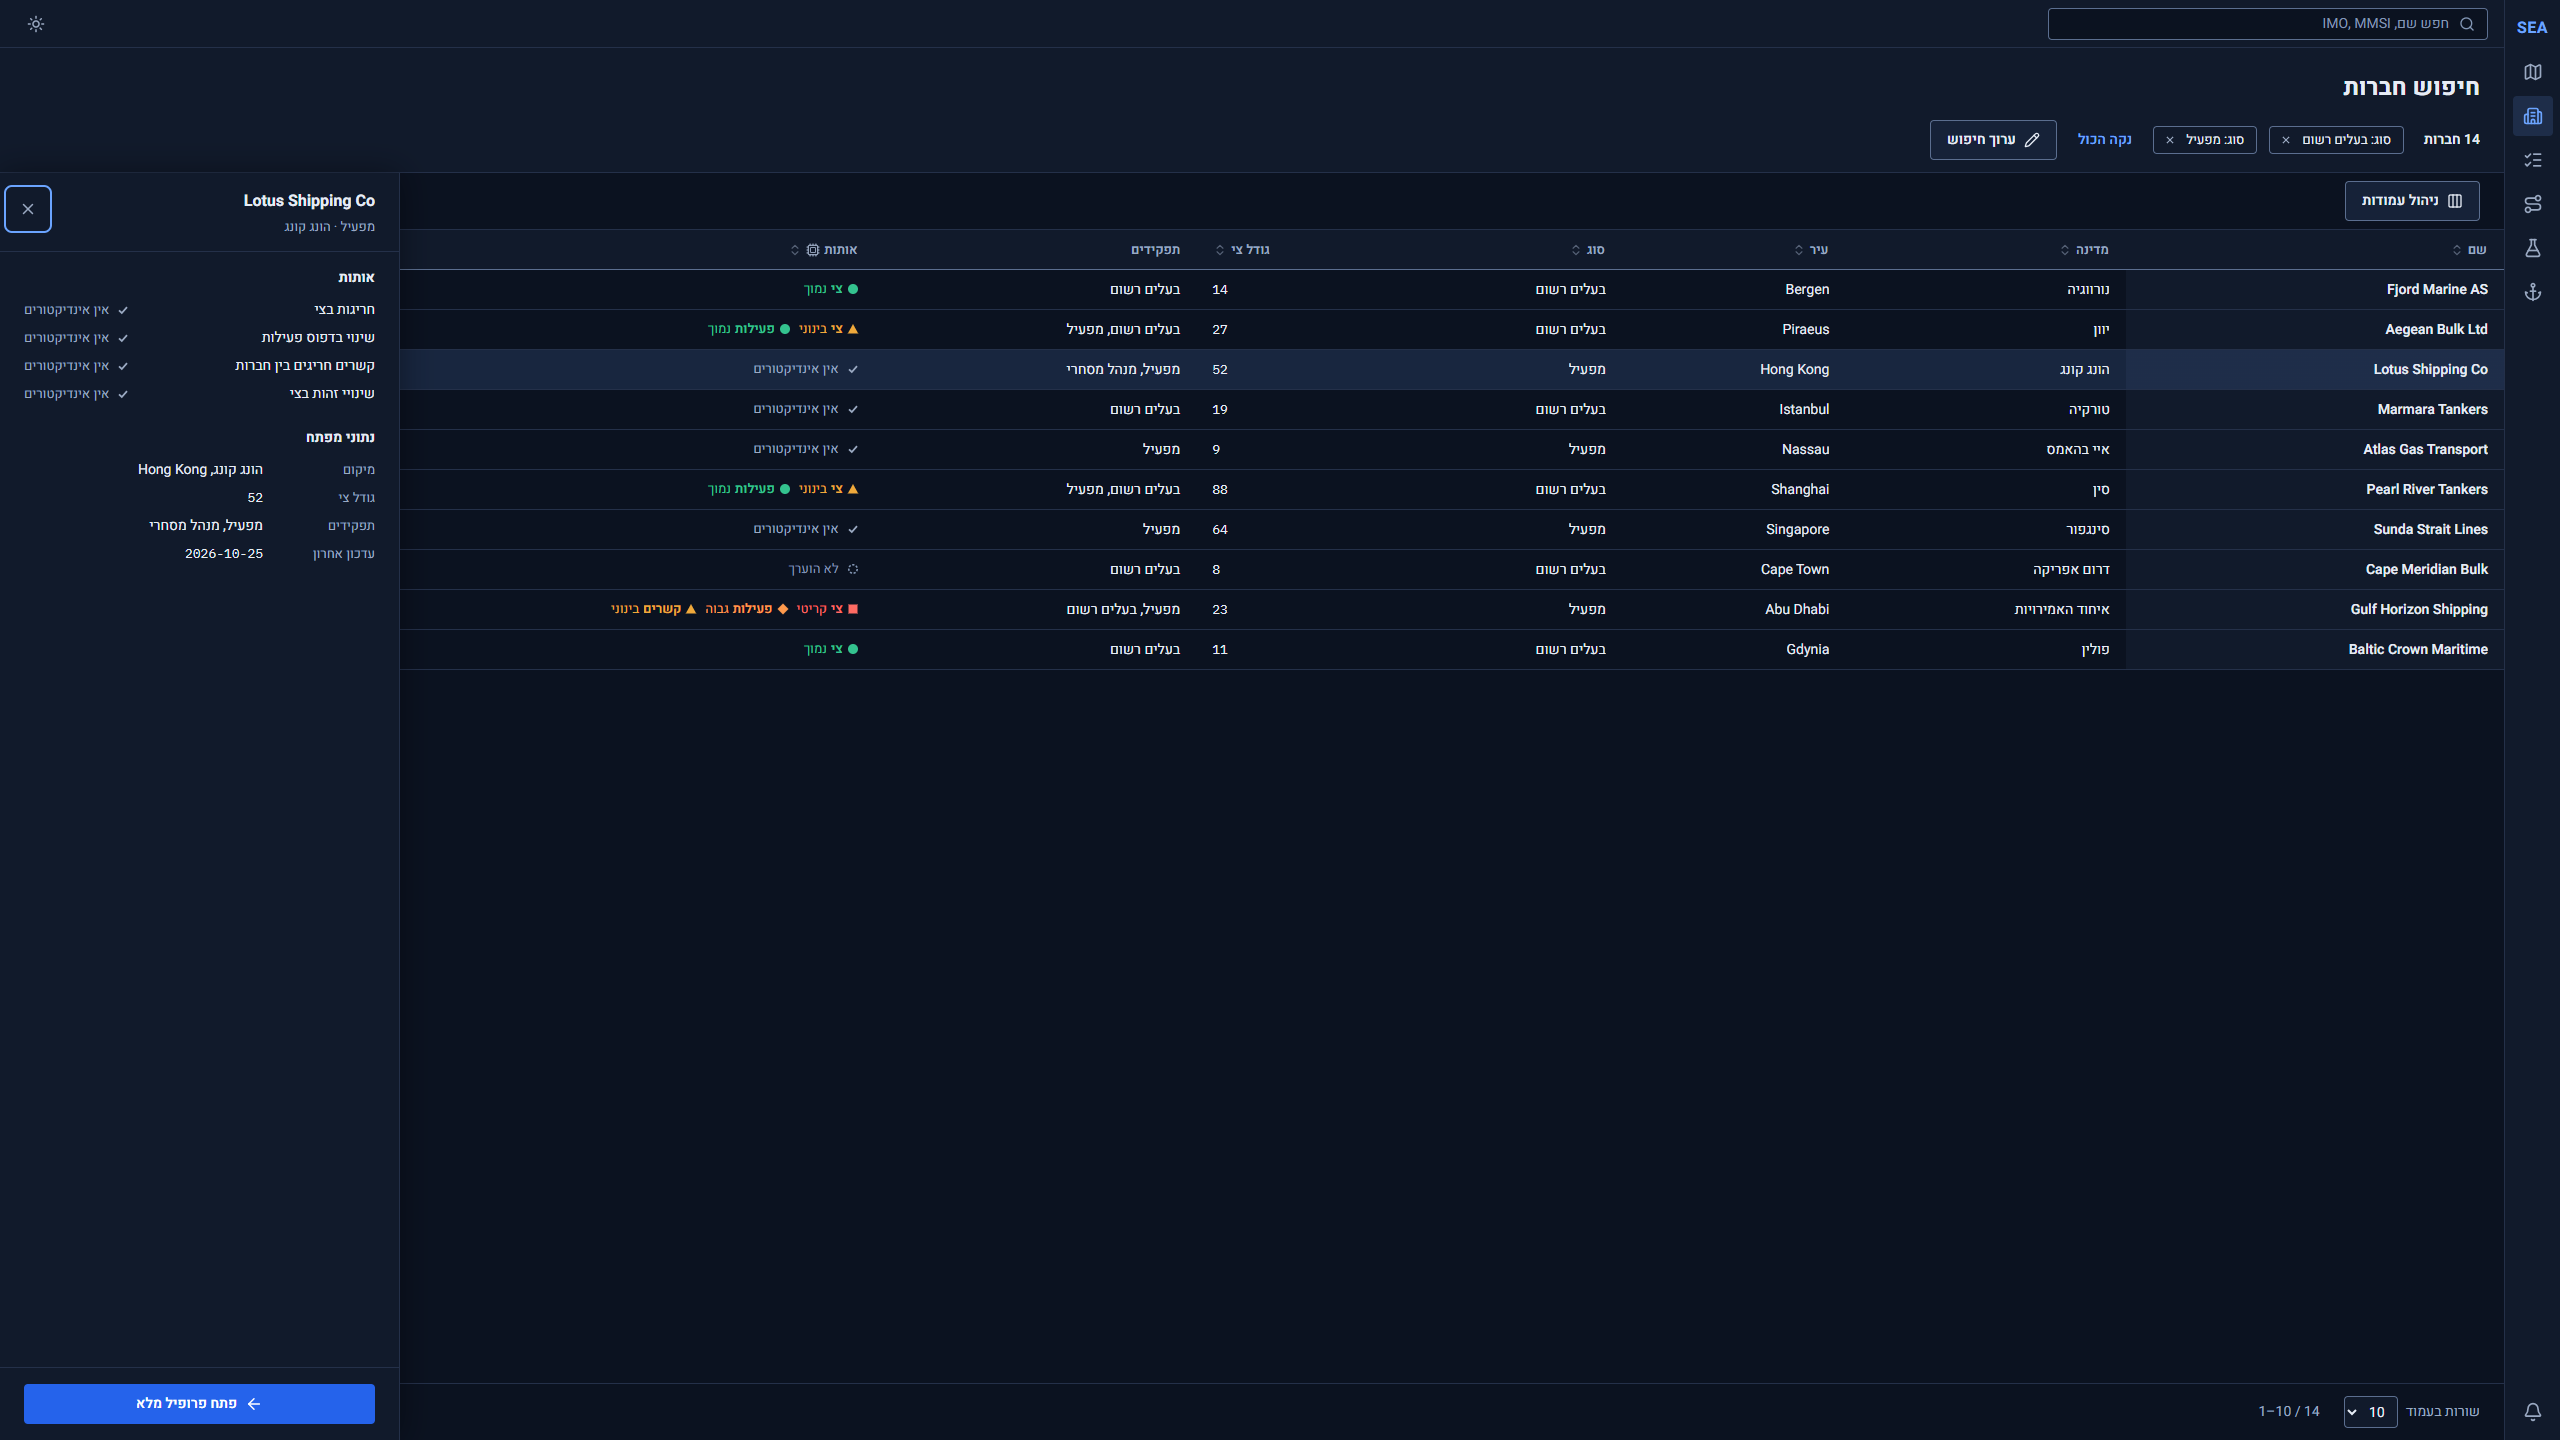 SEA
חפש שם, IMO, MMSI
חיפוש חברות
14 חברות
סוג: בעלים רשום
סוג: מפעיל
נקה הכול
ערוך חיפוש
ניהול עמודות
שם מדינה עיר סוג גודל צי תפקידים אותות
Fjord Marine AS נורווגיה Bergen בעלים רשום 14 בעלים רשום צי נמוך
Aegean Bulk Ltd יוון Piraeus בעלים רשום 27 בעלים רשום, מפעיל צי בינוני פעילות נמוך
Lotus Shipping Co הונג קונג Hong Kong מפעיל 52 מפעיל, מנהל מסחרי אין אינדיקטורים
Marmara Tankers טורקיה Istanbul בעלים רשום 19 בעלים רשום אין אינדיקטורים
Atlas Gas Transport איי בהאמס Nassau מפעיל 9 מפעיל אין אינדיקטורים
Pearl River Tankers סין Shanghai בעלים רשום 88 בעלים רשום, מפעיל צי בינוני פעילות נמוך
Sunda Strait Lines סינגפור Singapore מפעיל 64 מפעיל אין אינדיקטורים
Cape Meridian Bulk דרום אפריקה Cape Town בעלים רשום 8 בעלים רשום לא הוערך
Gulf Horizon Shipping איחוד האמירויות Abu Dhabi מפעיל 23 מפעיל, בעלים רשום צי קריטי פעילות גבוה קשרים בינוני
Baltic Crown Maritime פולין Gdynia בעלים רשום 11 בעלים רשום צי נמוך
שורות בעמוד 10 1–10 / 14
Lotus Shipping Co
מפעיל · הונג קונג
אותות
חריגות בצי אין אינדיקטורים
שינוי בדפוס פעילות אין אינדיקטורים
קשרים חריגים בין חברות אין אינדיקטורים
שינויי זהות בצי אין אינדיקטורים
נתוני מפתח
מיקום הונג קונג, Hong Kong
גודל צי 52
תפקידים מפעיל, מנהל מסחרי
עדכון אחרון 2026-10-25
פתח פרופיל מלא